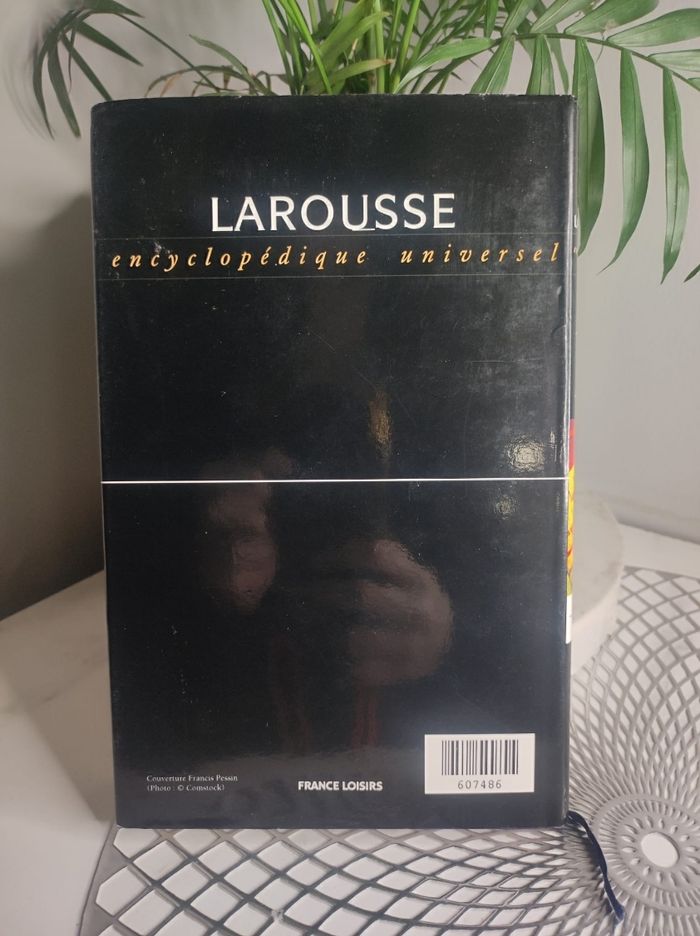 LAROUSSE
encyclopédique universel
Couverture Francis Pessin
(Photo : © Comstock)
FRANCE LOISIRS
607486